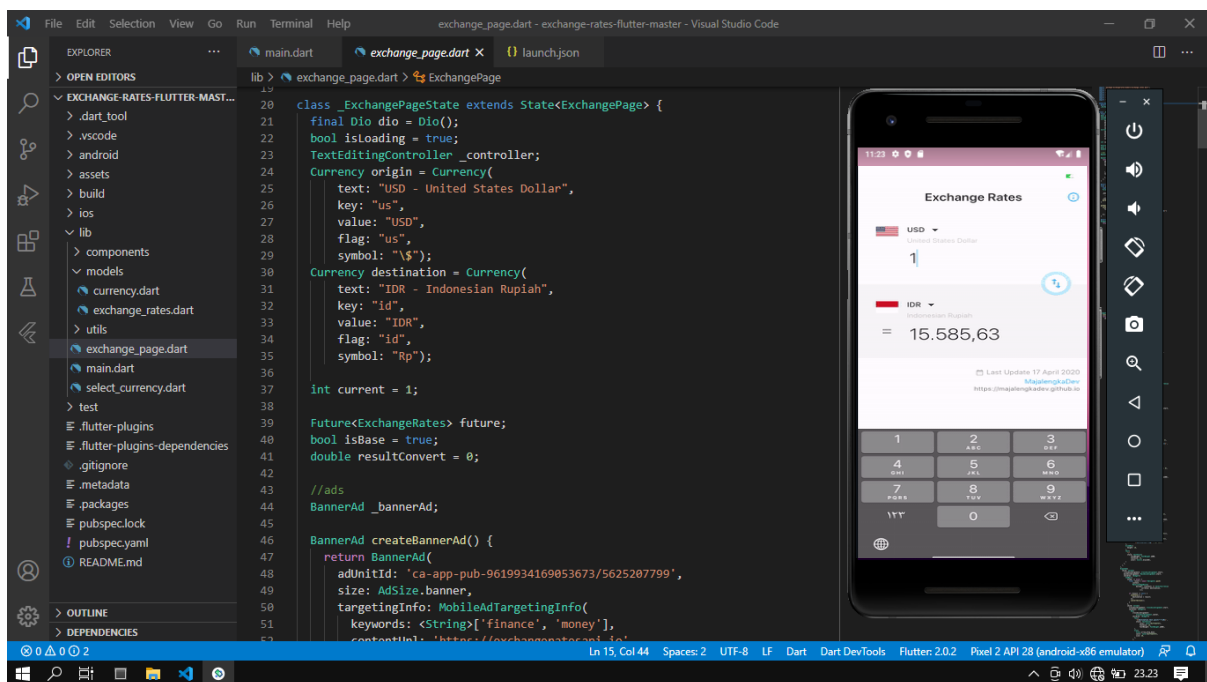 File Edit Selection View Go Run Terminal Help
exchange_page.dart - exchange-rates-flutter-master - Visual Studio Code
EXPLORER
OPEN EDITORS
EXCHANGE-RATES-FLUTTER-MAST...
.dart_tool
.vscode
android
assets
build
ios
lib
components
models
currency.dart
exchange_rates.dart
utils
exchange_page.dart
main.dart
select_currency.dart
test
.flutter-plugins
.flutter-plugins-dependencies
.gitignore
.metadata
.packages
pubspec.lock
pubspec.yaml
README.md
OUTLINE
DEPENDENCIES
main.dart exchange_page.dart {} launch.json
lib > exchange_page.dart > ExchangePage
19
20 class _ExchangePageState extends State<ExchangePage> {
21 final Dio dio = Dio();
22 bool isLoading = true;
23 TextEditingController _controller;
24 Currency origin = Currency(
25 text: "USD - United States Dollar",
26 key: "us",
27 value: "USD",
28 flag: "us",
29 symbol: "\$");
30 Currency destination = Currency(
31 text: "IDR - Indonesian Rupiah",
32 key: "id",
33 value: "IDR",
34 flag: "id",
35 symbol: "Rp");
36
37 int current = 1;
38
39 Future<ExchangeRates> future;
40 bool isBase = true;
41 double resultConvert = 0;
42
43 //ads
44 BannerAd _bannerAd;
45
46 BannerAd createBannerAd() {
47 return BannerAd(
48 adUnitId: 'ca-app-pub-9619934169053673/5625207799',
49 size: AdSize.banner,
50 targetingInfo: MobileAdTargetingInfo(
51 keywords: <String>['finance', 'money'],
52 contentUrl: 'https://exchangeratesapi.io'
11:23
Exchange Rates
USD
United States Dollar
1
IDR
Indonesian Rupiah
= 15.585,63
Last Update 17 April 2020
MajalengkaDev
https://majalengkadev.github.io
1 2 ABC 3 DEF
4 GHI 5 JKL 6 MNO
7 PQRS 8 TUV 9 WXYZ
١٢٣ 0
0 0 2
Ln 15, Col 44 Spaces: 2 UTF-8 LF Dart Dart DevTools Flutter: 2.0.2 Pixel 2 API 28 (android-x86 emulator)
23.23